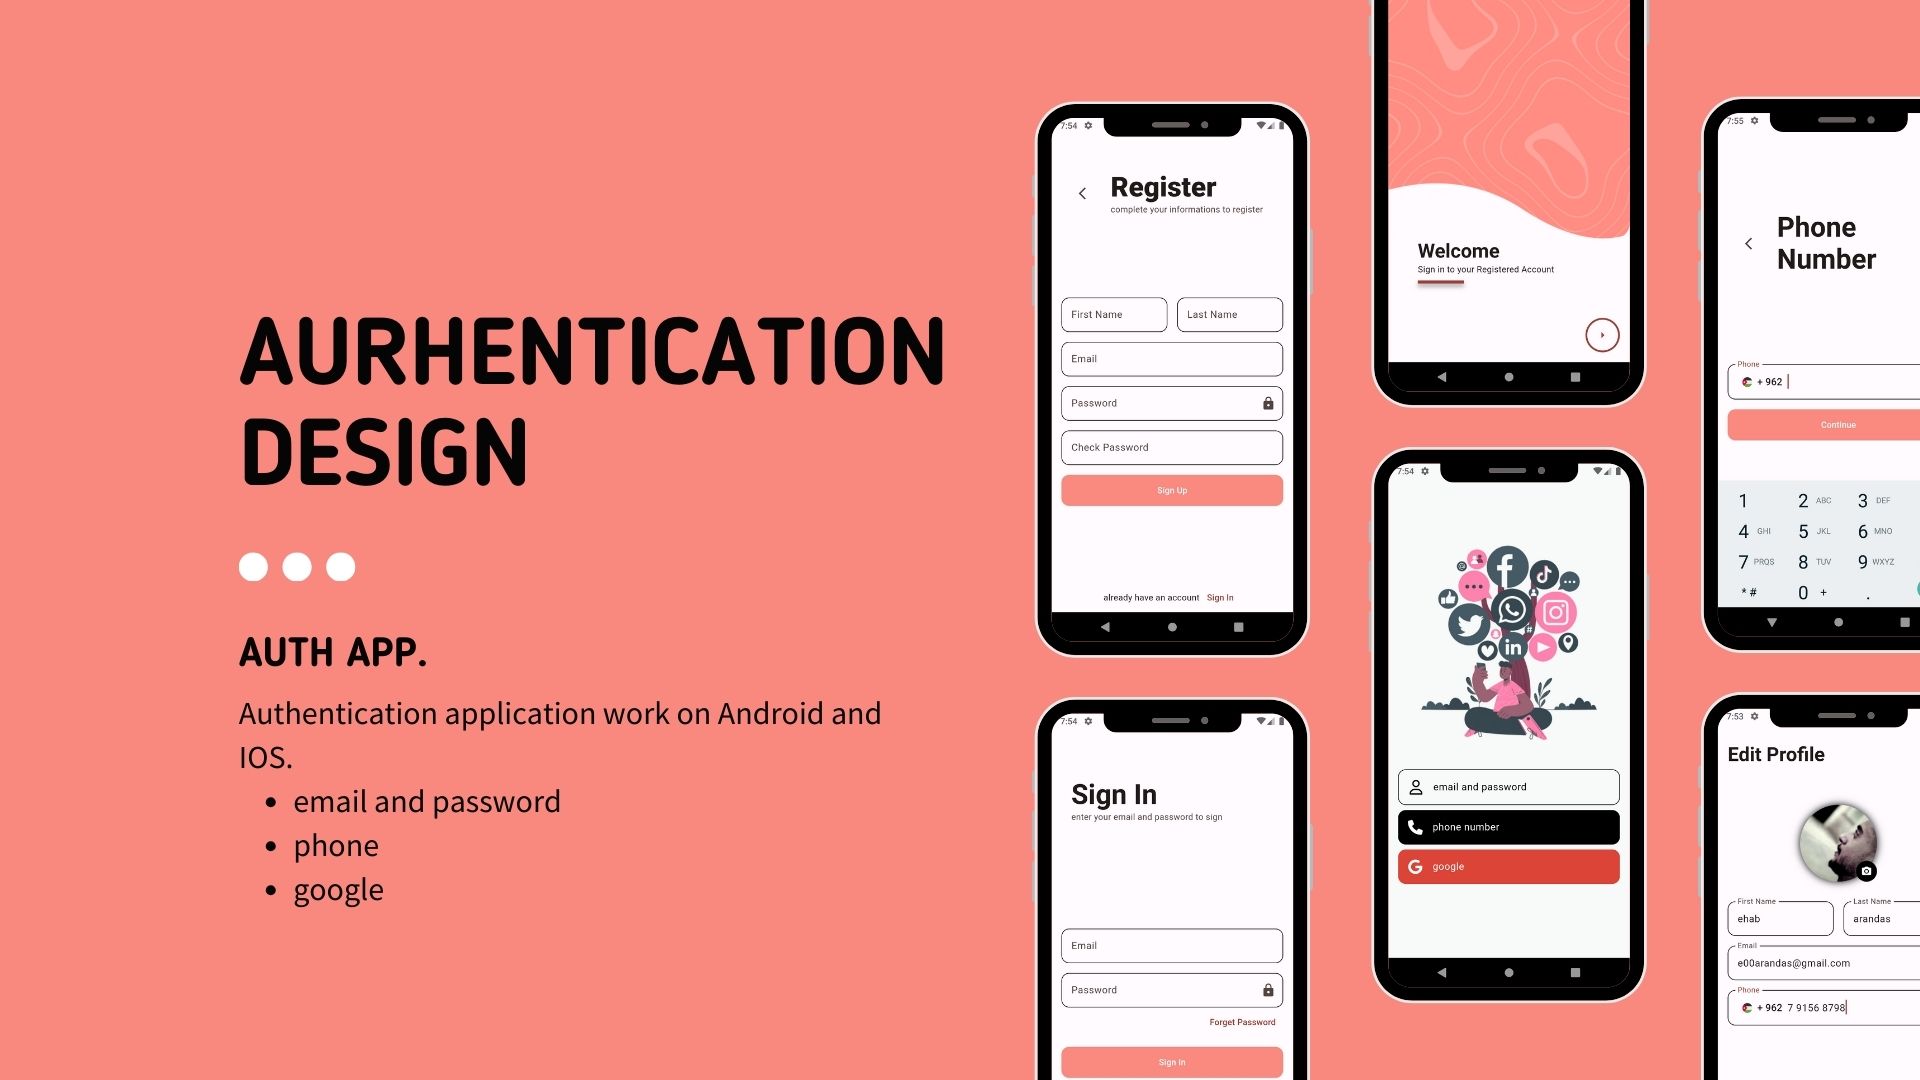 AURHENTICATION
DESIGN
AUTH APP.
Authentication application work on Android and
IOS.
• email and password
• phone
• google
7:54
Register
complete your informations to register
First Name
Last Name
Email
Password
Check Password
Sign Up
already have an account Sign In
7:54
Sign In
enter your email and password to sign
Email
Password
Forget Password
Sign In
Welcome
Sign in to your Registered Account
7:54
email and password
phone number
google
7:55
Phone
Number
Phone
+ 962
Continue
1 2 ABC 3 DEF
4 GHI 5 JKL 6 MNO
7 PRQS 8 TUV 9 WXYZ
* # 0 + .
7:53
Edit Profile
First Name
ehab
Last Name
arandas
Email
e00arandas@gmail.com
Phone
+ 962 7 9156 8798